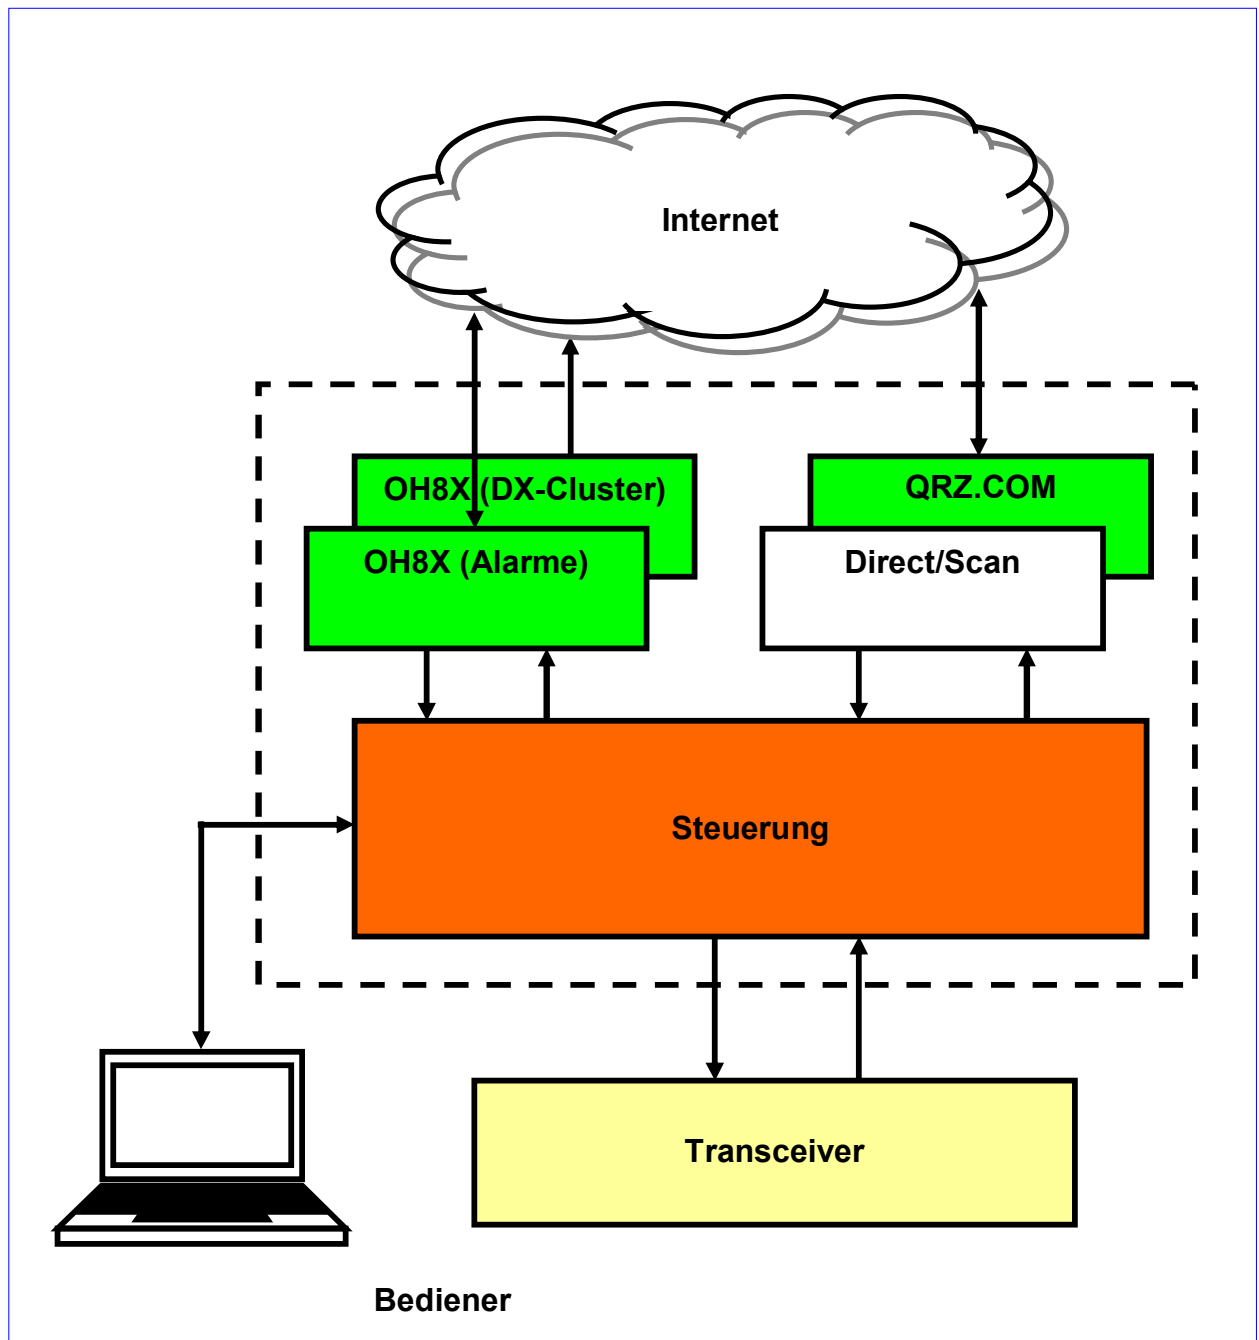 Internet
OH8X (DX-Cluster)
QRZ.COM
OH8X (Alarme)
Direct/Scan
Steuerung
Transceiver
Bediener